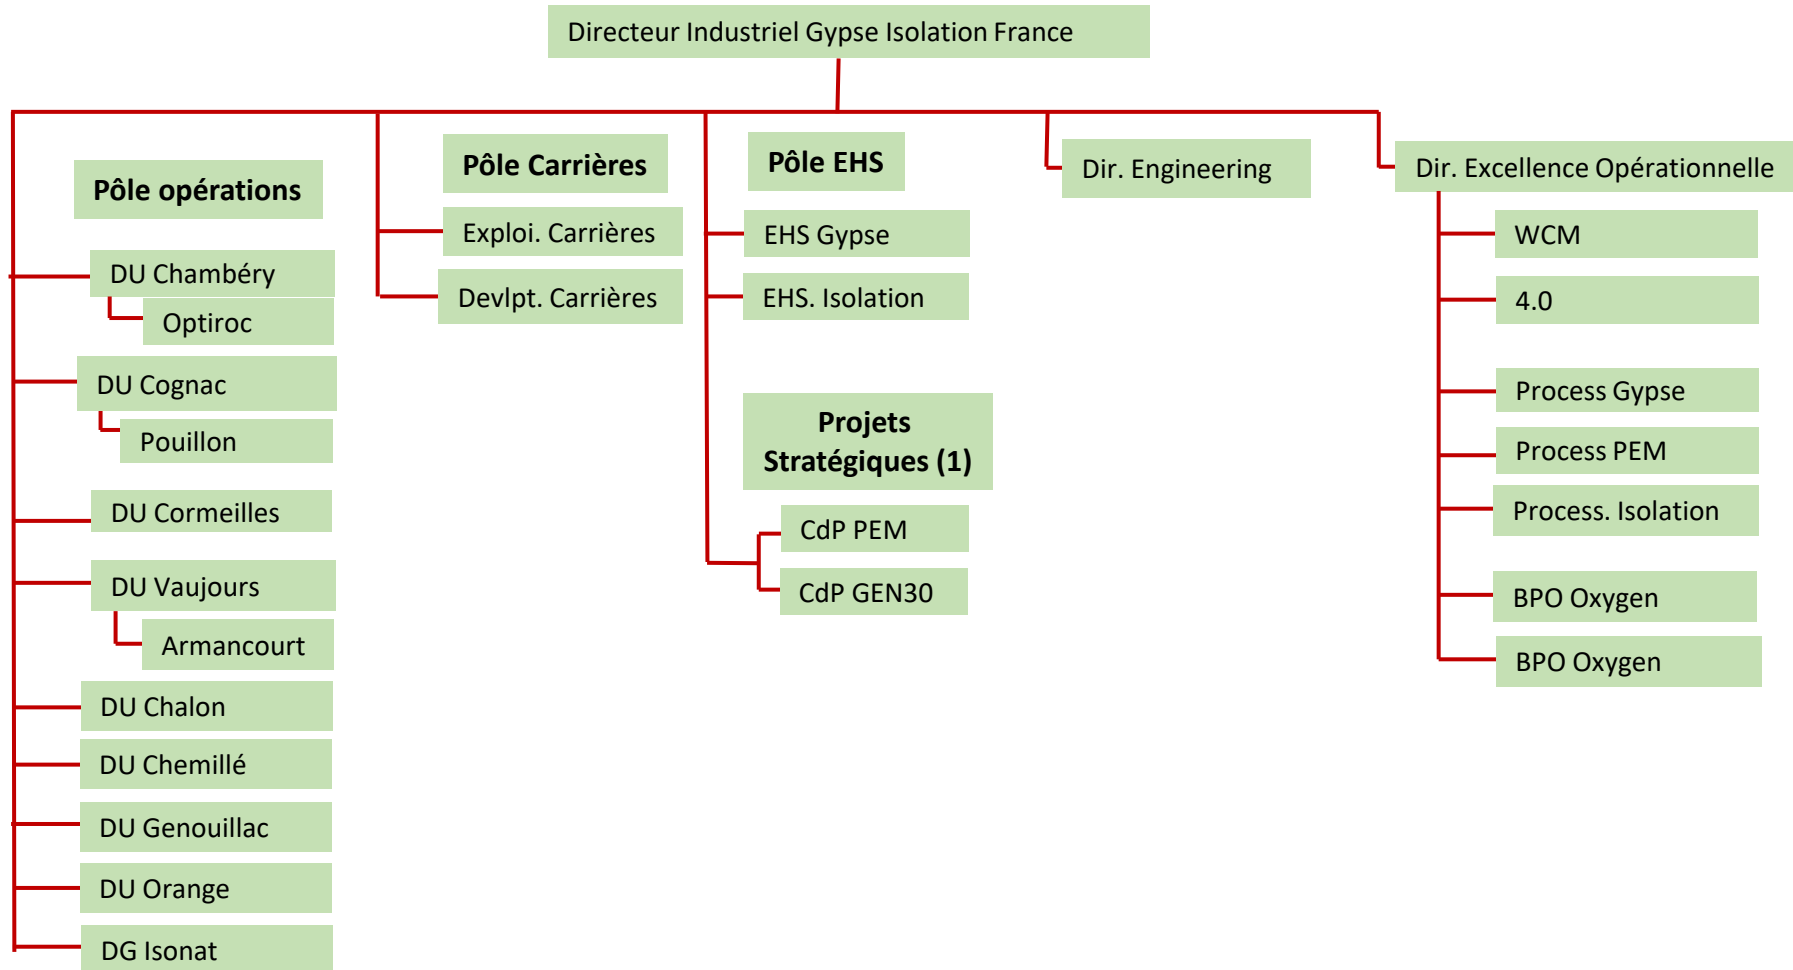 Directeur Industriel Gypse Isolation France
Pôle opérations
DU Chambéry
Optiroc
DU Cognac
Pouillon
DU Cormeilles
DU Vaujours
Armancourt
DU Chalon
DU Chemillé
DU Genouillac
DU Orange
DG Isonat
Pôle Carrières
Exploi. Carrières
Devlpt. Carrières
Pôle EHS
EHS Gypse
EHS. Isolation
Projets
Stratégiques (1)
CdP PEM
CdP GEN30
Dir. Engineering
Dir. Excellence Opérationnelle
WCM
4.0
Process Gypse
Process PEM
Process. Isolation
BPO Oxygen
BPO Oxygen